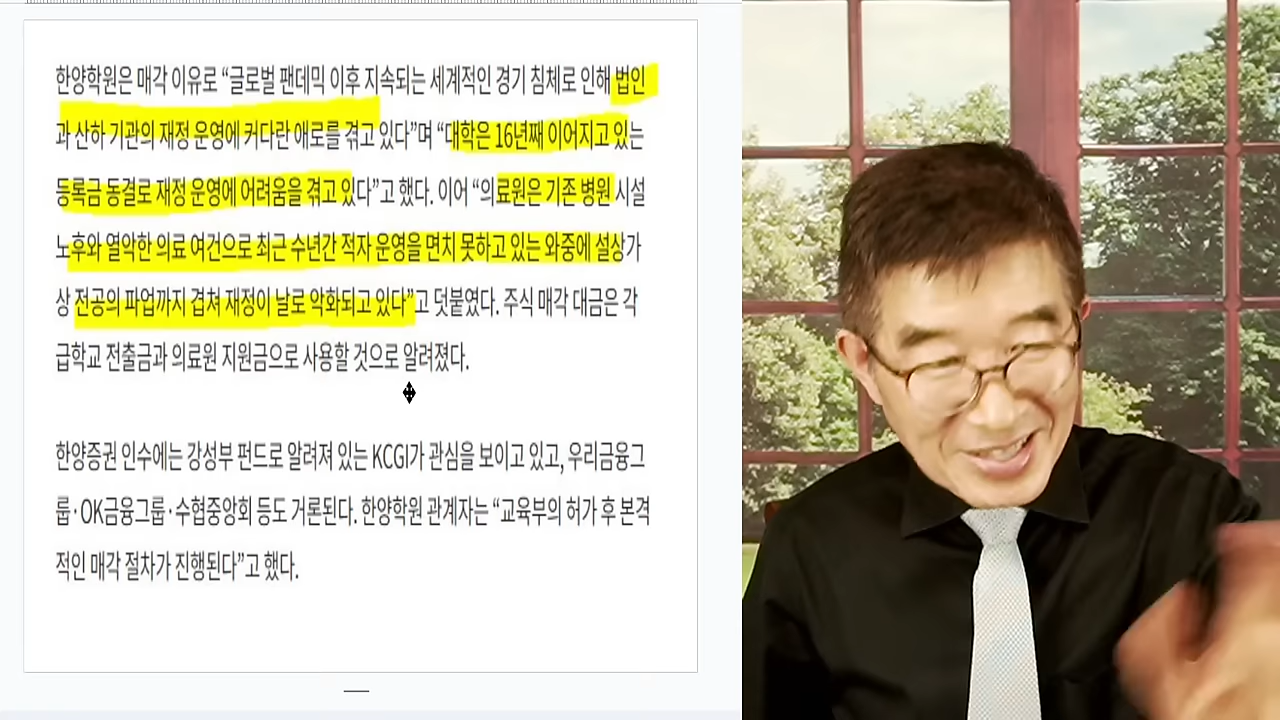 한양학원은 매각 이유로 “글로벌 팬데믹 이후 지속되는 세계적인 경기 침체로 인해 법인
과 산하 기관의 재정 운영에 커다란 애로를 겪고 있다”며 “대학은 16년째 이어지고 있는
등록금 동결로 재정 운영에 어려움을 겪고 있다”고 했다. 이어 “의료원은 기존 병원 시설
노후와 열악한 의료 여건으로 최근 수년간 적자 운영을 면치 못하고 있는 와중에 설상가
상 전공의 파업까지 겹쳐 재정이 날로 악화되고 있다”고 덧붙였다. 주식 매각 대금은 각
급학교 전출금과 의료원 지원금으로 사용할 것으로 알려졌다.
한양증권 인수에는 강성부 펀드로 알려져 있는 KCGI가 관심을 보이고 있고, 우리금융그
룹·OK금융그룹·수협중앙회 등도 거론된다. 한양학원 관계자는 “교육부의 허가 후 본격
적인 매각 절차가 진행된다”고 했다.